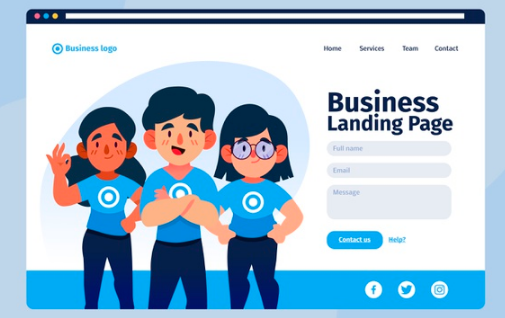 Business logo
Home Services Team Contact
Business
Landing Page
Full name
Email
Message
Contact us Help?